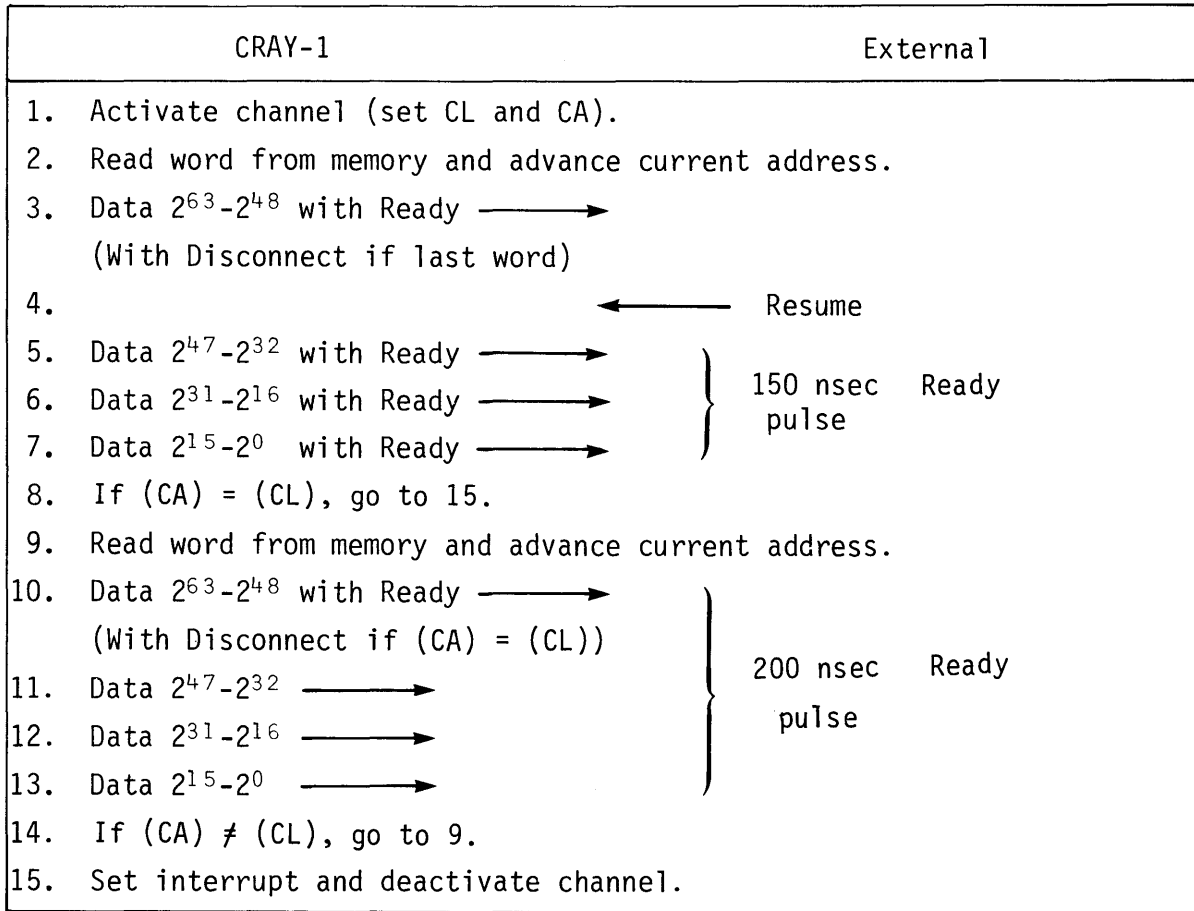 CRAY-1 External
1. Activate channel (set CL and CA).
2. Read word from memory and advance current address.
3. Data 2⁶³-2⁴⁸ with Ready ⟶
(With Disconnect if last word)
4. ⟵ Resume
5. Data 2⁴⁷-2³² with Ready ⟶
6. Data 2³¹-2¹⁶ with Ready ⟶
7. Data 2¹⁵-2⁰ with Ready ⟶
150 nsec Ready
pulse
8. If (CA) = (CL), go to 15.
9. Read word from memory and advance current address.
10. Data 2⁶³-2⁴⁸ with Ready ⟶
(With Disconnect if (CA) = (CL))
11. Data 2⁴⁷-2³² ⟶
12. Data 2³¹-2¹⁶ ⟶
13. Data 2¹⁵-2⁰ ⟶
200 nsec Ready
pulse
14. If (CA) ≠ (CL), go to 9.
15. Set interrupt and deactivate channel.